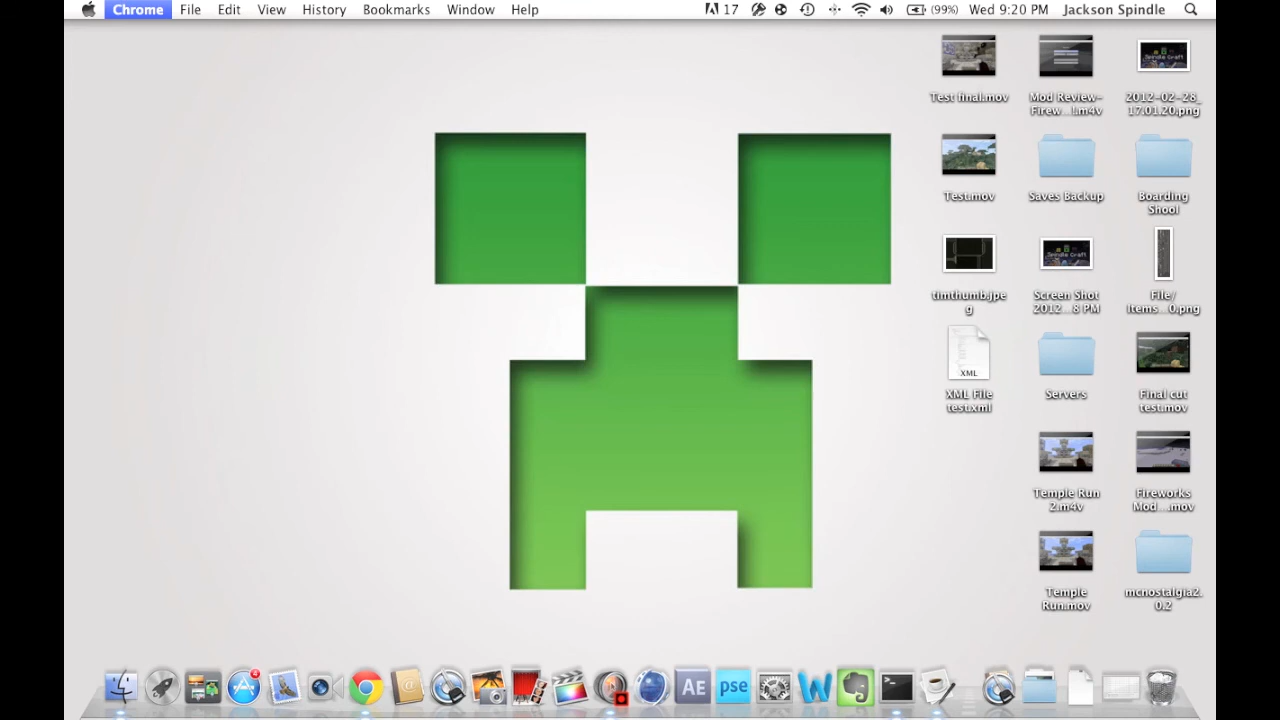 Chrome File Edit View History Bookmarks Window Help 17 (99%) Wed 9:20 PM Jackson Spindle
Test final.mov
Mod Review-
Firew ...!.m4v
2012-02-28_
17.01.20.png
Test.mov
Saves Backup
Boarding
Shool
timthumb.jpe
g
Screen Shot
2012...8 PM
File/
Items...0.png
XML
XML File
test.xml
Servers
Final cut
test.mov
Temple Run
2.m4v
Fireworks
Mod ....mov
Temple
Run.mov
mcnostalgia2.
0.2
AE
pse
W